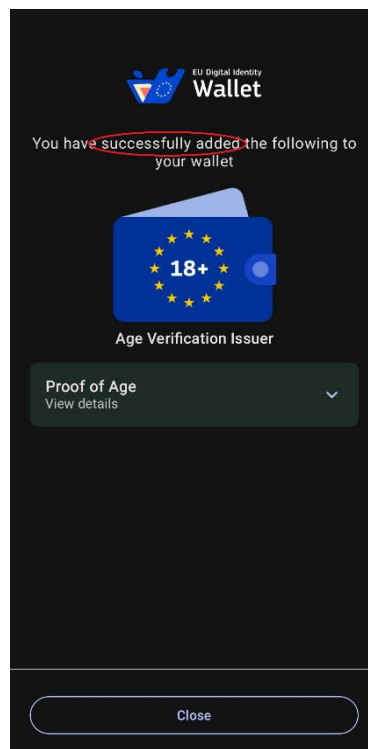 EU Digital Identity
Wallet
You have successfully added the following to
your wallet
18+
Age Verification Issuer
Proof of Age
View details
Close